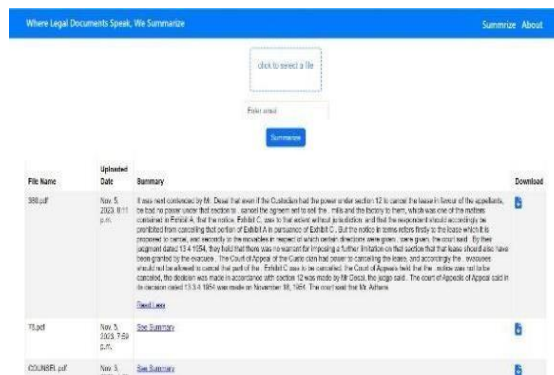 Where Legal Documents Speak, We Summarize
Summrize About
click to select a file
Enter email
Summarize
File Name Uploaded Date Summary Download
Nov. 5, 2023, 8:11 p.m.
It was next contended by Mr. Desai that even if the Custodian had the power under section 12 to cancel the lease in favour of the appellants,
he had no power under that section to cancel the agreement to sell the mills and the factory to them, which was one of the matters
contained in Exhibit A, that the notice, Exhibit C, was to that extent without jurisdiction and that the respondent should accordingly be
prohibited from cancelling that portion of Exhibit A in pursuance of Exhibit C. But the notice in terms refers firstly to the lease which it is
proposed to cancel, and secondly to the movables in respect of which certain directions were given, were given, the court said. By their
judgment dated 13 4 1954, they held that there was no warrant for imposing a further limitation on that section that that lease should also have
been granted by the evacuee. The Court of Appeal of the Custodian had power to cancelling the lease, and accordingly the evacuees
should not be allowed to cancel that part of the Exhibit C was to be cancelled, the Court of Appeals held that the notice was not to be
canceled, the decision was made in accordance with section 12 was made by Mr Desai, the judge said. The court of Appeals of Appeal said in
its decision dated 13 3 4 1954 was made on November 18, 1954. The court said that Mr.
Read Less
Nov. 5, 2023, 7:59 p.m. See Summary
COUNSEL.pdf Nov. 3, See Summary